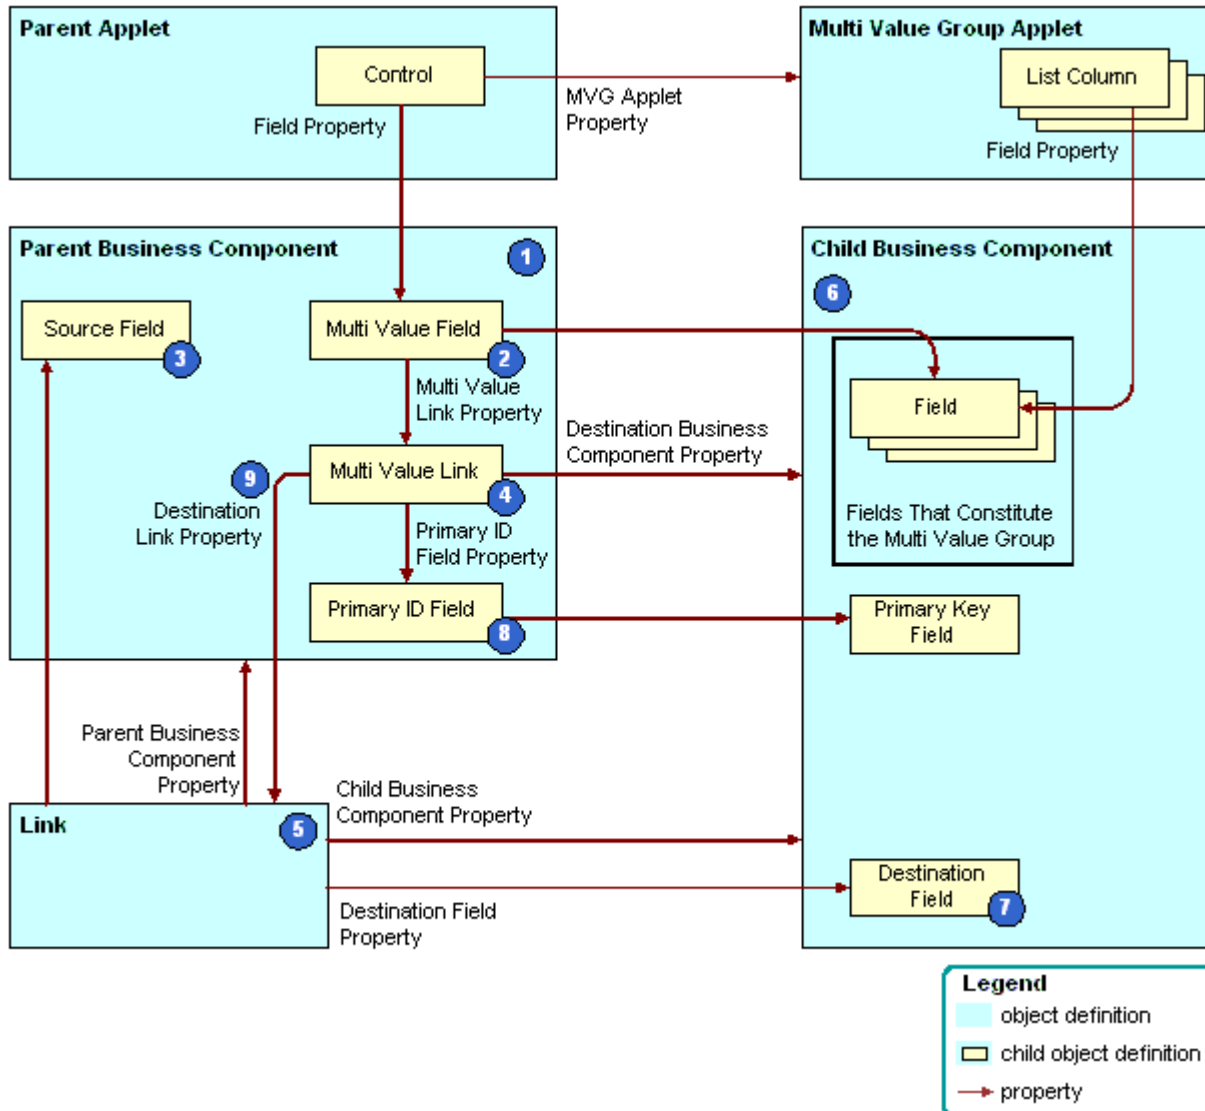 Parent Applet
Control
Field Property
MVG Applet
Property
Multi Value Group Applet
List Column
Field Property
Parent Business Component
1
Source Field
3
Multi Value Field
2
Multi Value
Link Property
Multi Value Link
4
9
Destination
Link Property
Primary ID
Field Property
Primary ID Field
8
Destination Business
Component Property
Child Business Component
6
Field
Fields That Constitute
the Multi Value Group
Primary Key
Field
Parent Business
Component
Property
Link
5
Child Business
Component Property
Destination Field
Property
Destination
Field
7
Legend
object definition
child object definition
property